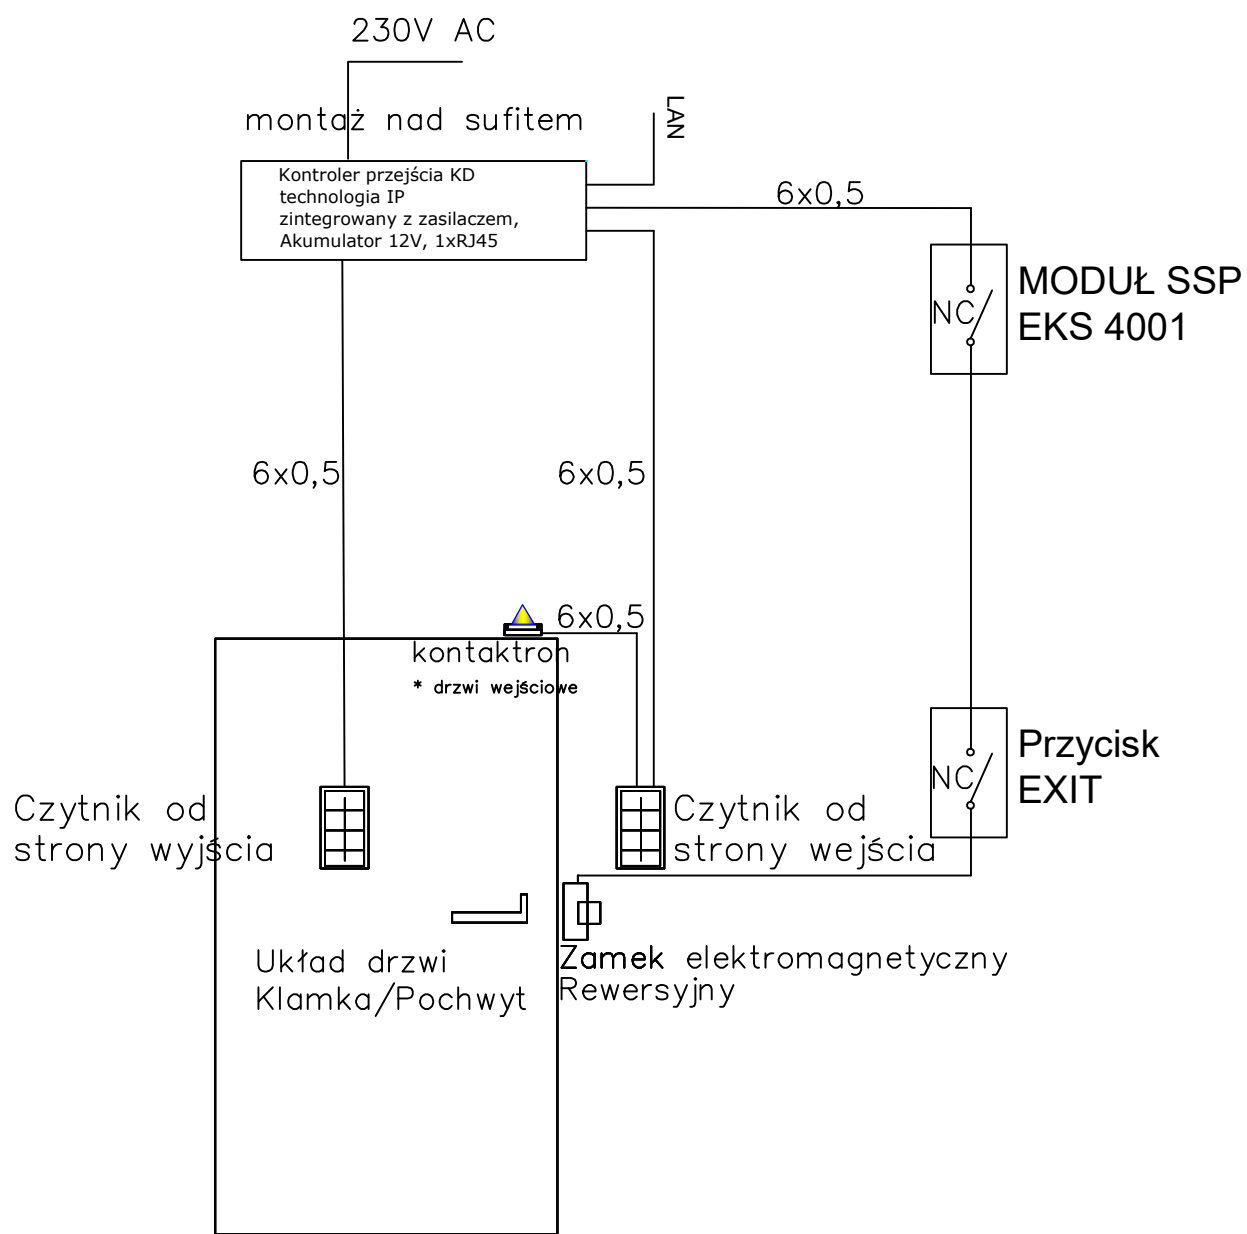 230V AC
montaż nad sufitem
LAN
Kontroler przejścia KD
technologia IP
zintegrowany z zasilaczem,
Akumulator 12V, 1xRJ45
6x0,5
MODUŁ SSP
EKS 4001
NC
6x0,5
6x0,5
6x0,5
kontaktron
* drzwi wejściowe
Przycisk
EXIT
NC
Czytnik od
strony wyjścia
Czytnik od
strony wejścia
Układ drzwi
Klamka/Pochwyt
Zamek elektromagnetyczny
Rewersyjny